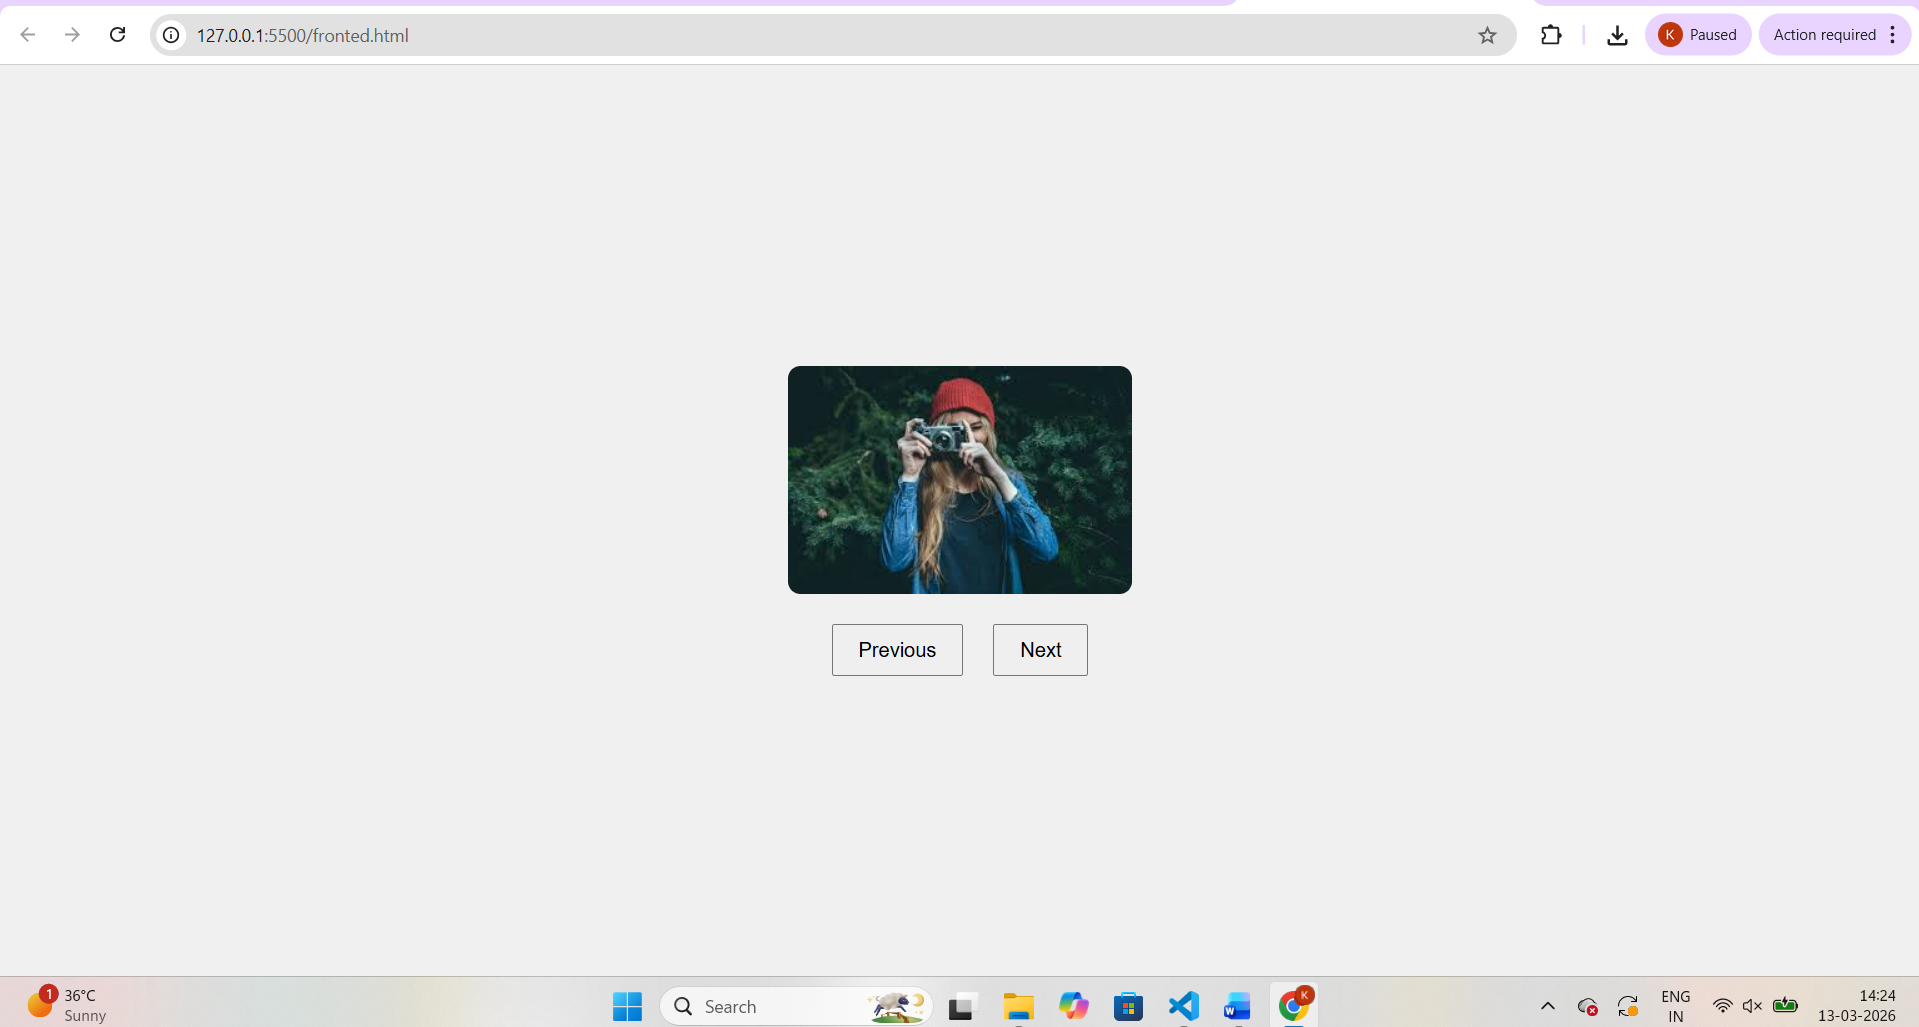 127.0.0.1:5500/fronted.html
K Paused
Action required
Previous
Next
1
36°C
Sunny
Search
W
K
ENG
IN
14:24
13-03-2026